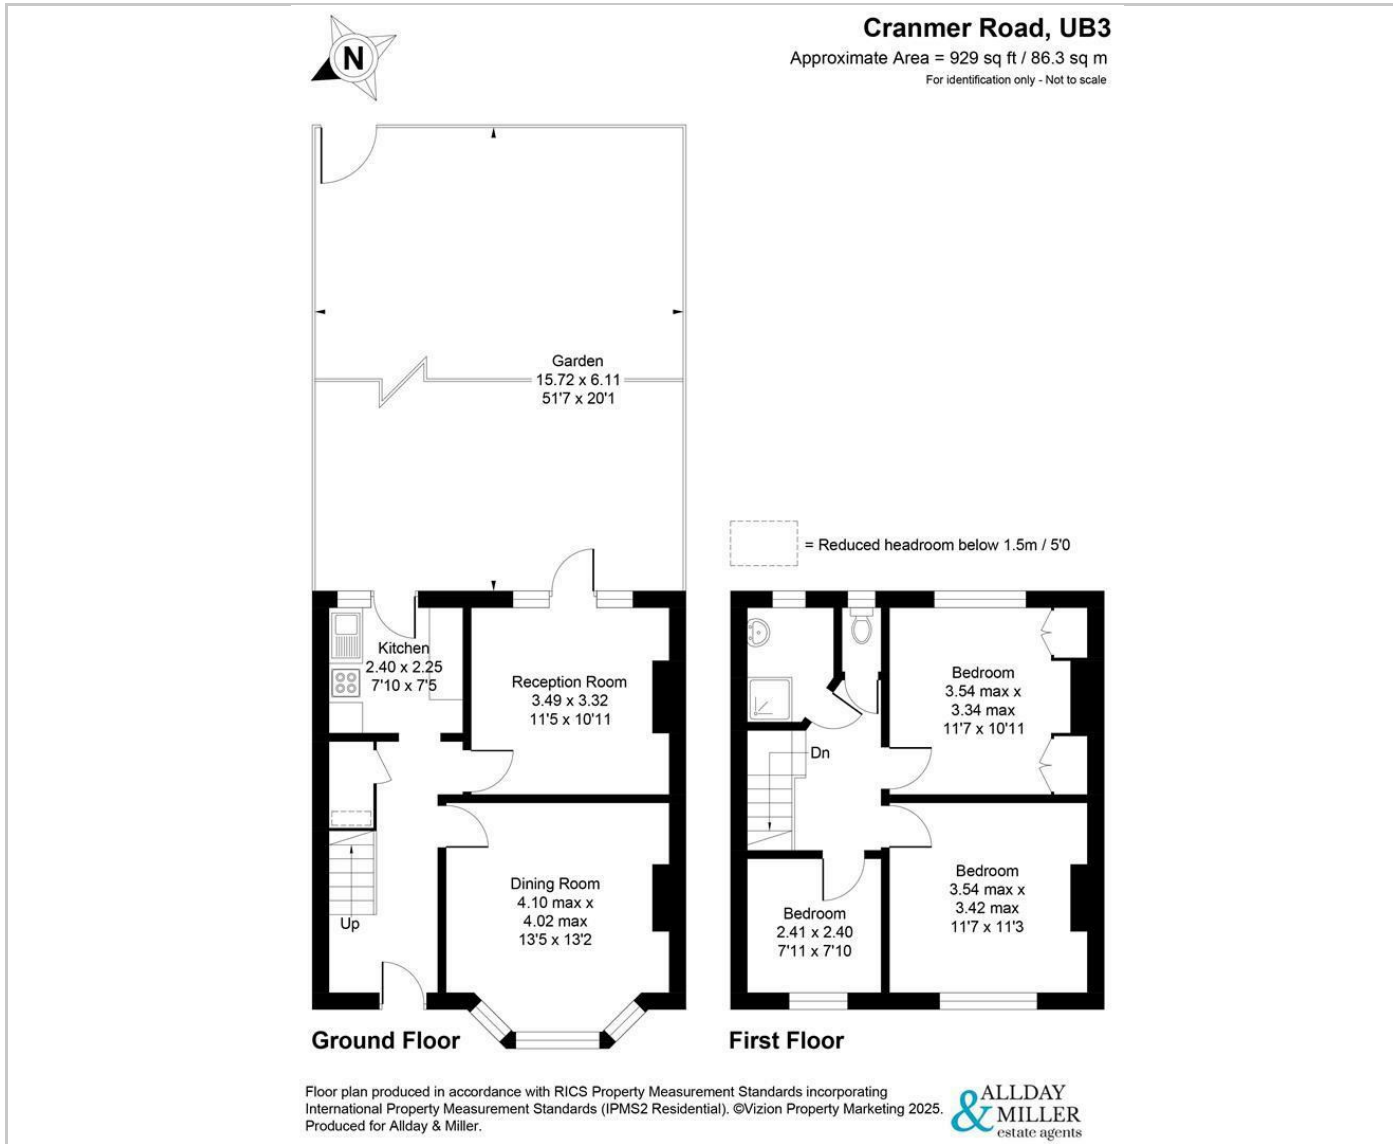 N
Cranmer Road, UB3
Approximate Area = 929 sq ft / 86.3 sq m
For identification only - Not to scale
Garden
15.72 x 6.11
51'7 x 20'1
= Reduced headroom below 1.5m / 5'0
Kitchen
2.40 x 2.25
7'10 x 7'5
Reception Room
3.49 x 3.32
11'5 x 10'11
Dining Room
4.10 max x
4.02 max
13'5 x 13'2
Up
Ground Floor
Bedroom
3.54 max x
3.34 max
11'7 x 10'11
Dn
Bedroom
3.54 max x
3.42 max
11'7 x 11'3
Bedroom
2.41 x 2.40
7'11 x 7'10
First Floor
Floor plan produced in accordance with RICS Property Measurement Standards incorporating
International Property Measurement Standards (IPMS2 Residential). ©Vizion Property Marketing 2025.
Produced for Allday & Miller.
ALLDAY
& MILLER
estate agents